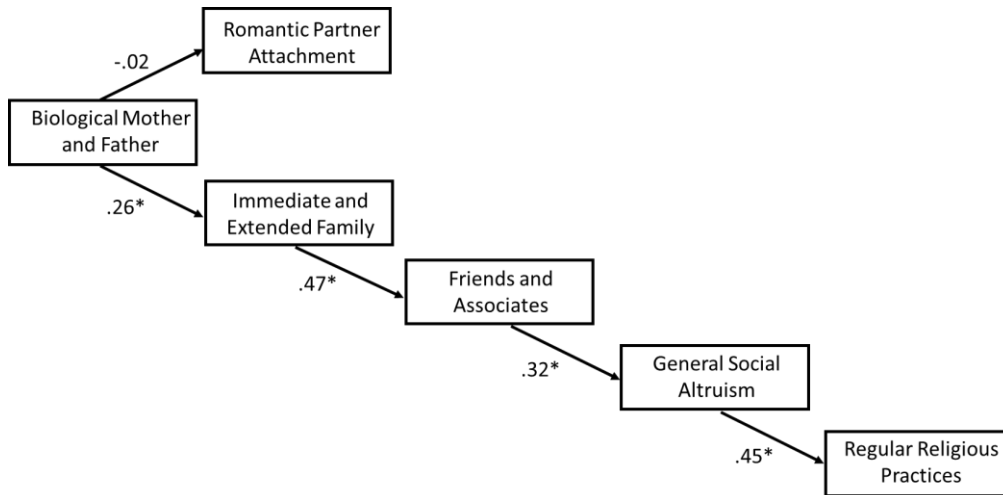 Romantic Partner
Attachment
-.02
Biological Mother
and Father
.26*
Immediate and
Extended Family
.47*
Friends and
Associates
.32*
General Social
Altruism
.45*
Regular Religious
Practices